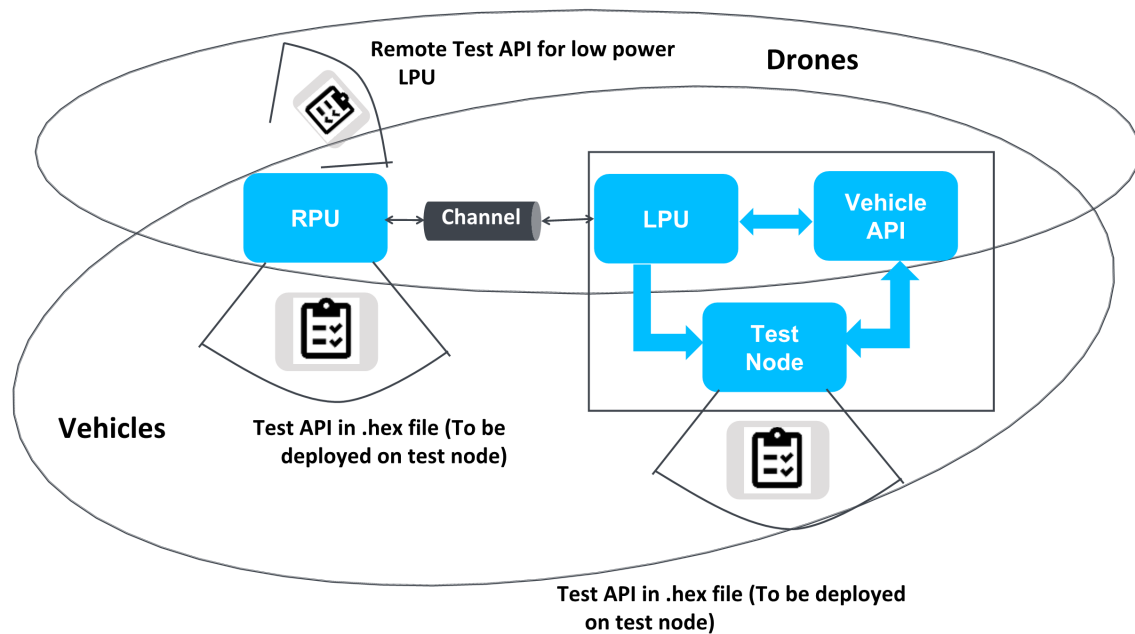 Remote Test API for low power
LPU
Drones
RPU
Channel
LPU
Vehicle
API
Test
Node
Vehicles
Test API in .hex file (To be
deployed on test node)
Test API in .hex file (To be deployed
on test node)